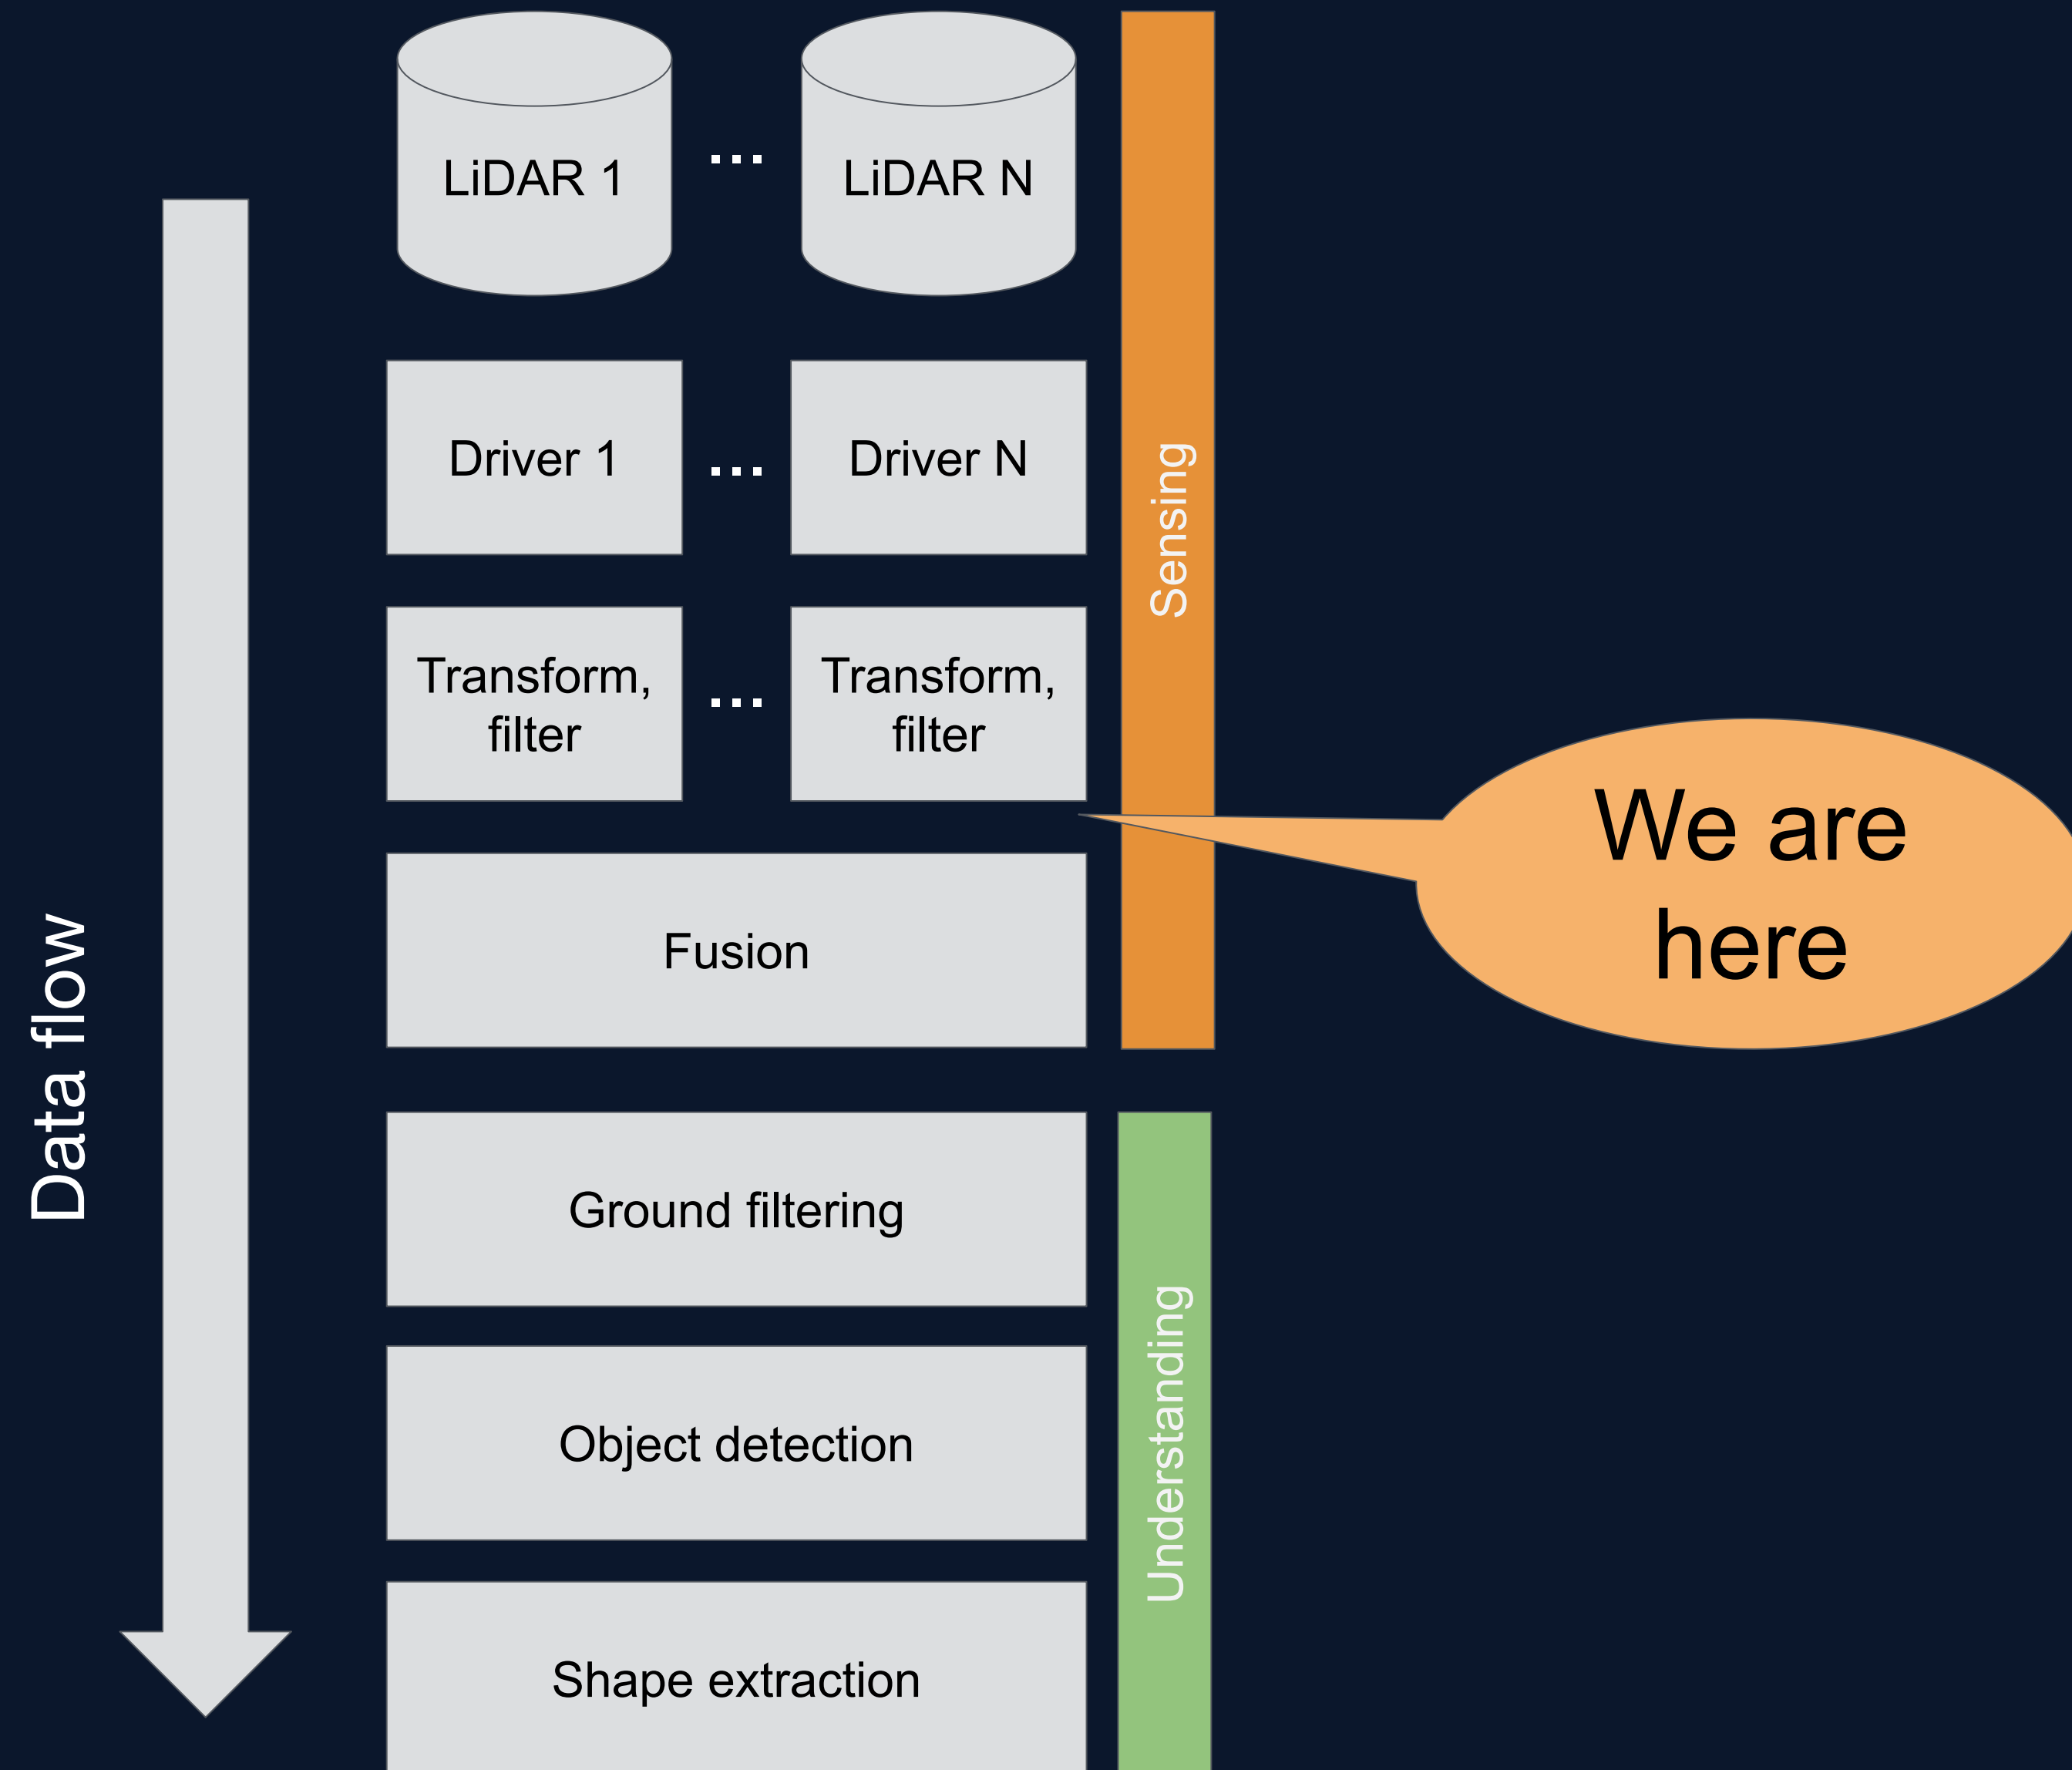 LiDAR 1
...
LiDAR N
Driver 1
...
Driver N
Transform,
filter
...
Transform,
filter
Sensing
We are
here
Fusion
Data flow
Ground filtering
Object detection
Understanding
Shape extraction